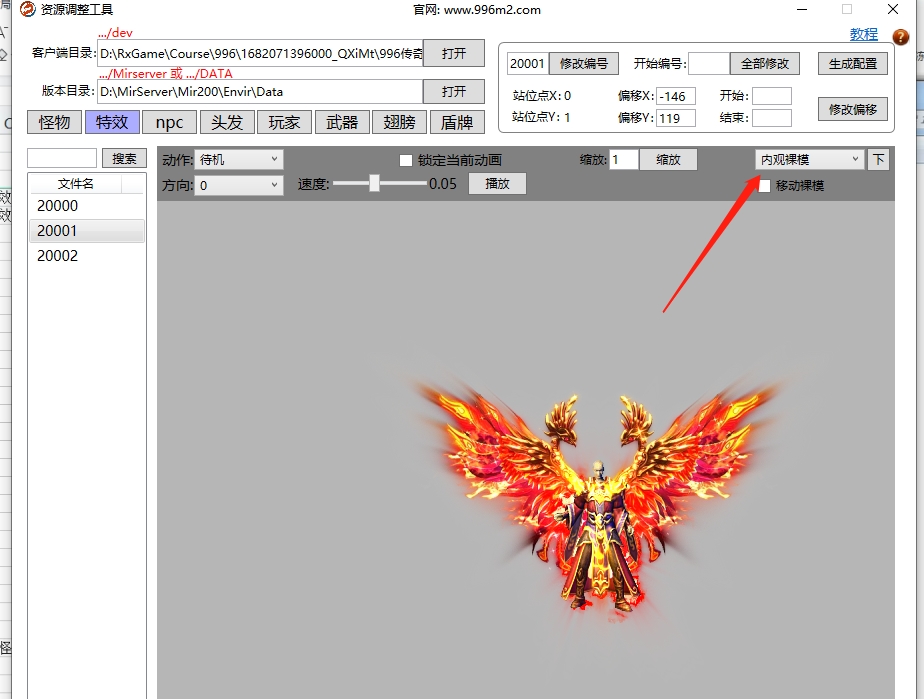 资源调整工具 官网: www.996m2.com
.../dev
客户端目录: D:\RxGame\Course\996\1682071396000_QXiMt\996传奇 打开
教程
.../Mirserver 或 .../DATA
版本目录: D:\MirServer\Mir200\Envir\Data 打开
20001 修改编号 开始编号: 全部修改 生成配置
站位点X: 0 偏移X: -146 开始:
站位点Y: 1 偏移Y: 119 结束: 修改偏移
怪物 特效 npc 头发 玩家 武器 翅膀 盾牌
搜索 动作: 待机 锁定当前动画 缩放: 1 缩放 内观裸模 下
文件名 方向: 0 速度: 0.05 播放 移动裸模
20000
20001
20002